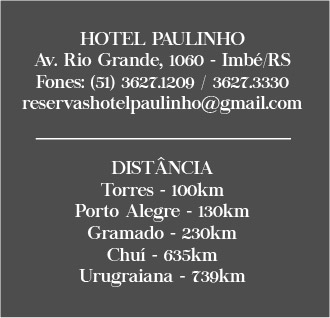 HOTEL PAULINHO
Av. Rio Grande, 1060 - Imbé/RS
Fones: (51) 3627.1209 / 3627.3330
reservashotelpaulinho@gmail.com
DISTÂNCIA
Torres - 100km
Porto Alegre - 130km
Gramado - 230km
Chuí - 635km
Urugraiana - 739km